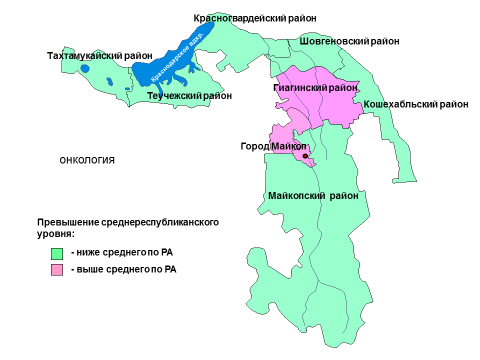 Красногвардейский район
Шовгеновский район
Тахтамукайский район
Краснодарское вдхр.
Гиагинский район
Теучежский район
Кошехабльский район
Город Майкоп
ОНКОЛОГИЯ
Майкопский район
Превышение среднереспубликанского
уровня:
- ниже среднего по РА
- выше среднего по РА